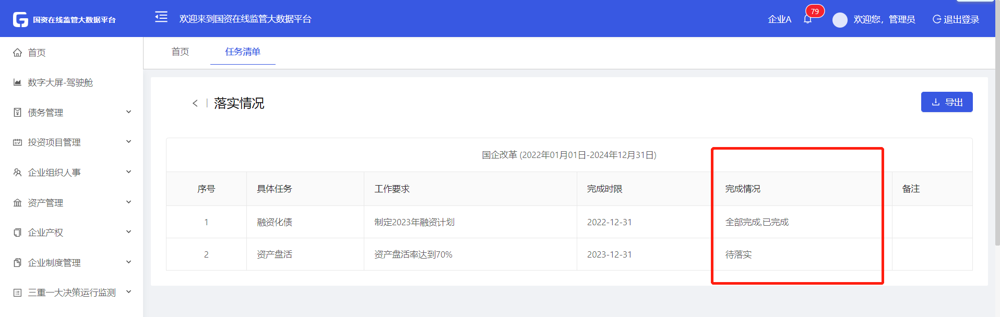 国资在线监管大数据平台
欢迎来到国资在线监管大数据平台
企业A
79
欢迎您，管理员
退出登录
首页
数字大屏-驾驶舱
债务管理
投资项目管理
企业组织人事
资产管理
企业产权
企业制度管理
三重一大决策运行监测
首页 任务清单
落实情况
导出
国企改革 (2022年01月01日-2024年12月31日)
序号 具体任务 工作要求 完成时限 完成情况 备注
1 融资化债 制定2023年融资计划 2022-12-31 全部完成,已完成
2 资产盘活 资产盘活率达到70% 2023-12-31 待落实